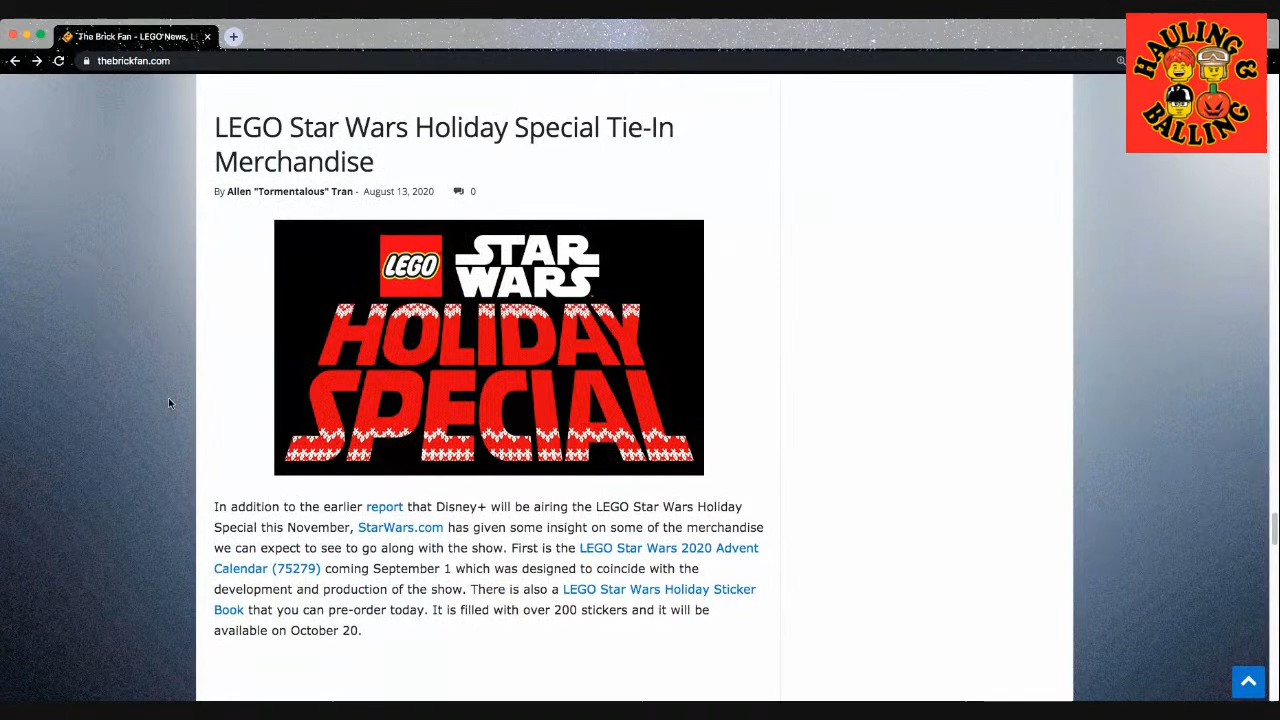 The Brick Fan - LEGO News, L
thebrickfan.com
HAULING &
BALLING
LEGO Star Wars Holiday Special Tie-In
Merchandise
By Allen "Tormentalous" Tran - August 13, 2020 0
LEGO STAR
WARS
HOLIDAY
SPECIAL
In addition to the earlier report that Disney+ will be airing the LEGO Star Wars Holiday
Special this November, StarWars.com has given some insight on some of the merchandise
we can expect to see to go along with the show. First is the LEGO Star Wars 2020 Advent
Calendar (75279) coming September 1 which was designed to coincide with the
development and production of the show. There is also a LEGO Star Wars Holiday Sticker
Book that you can pre-order today. It is filled with over 200 stickers and it will be
available on October 20.